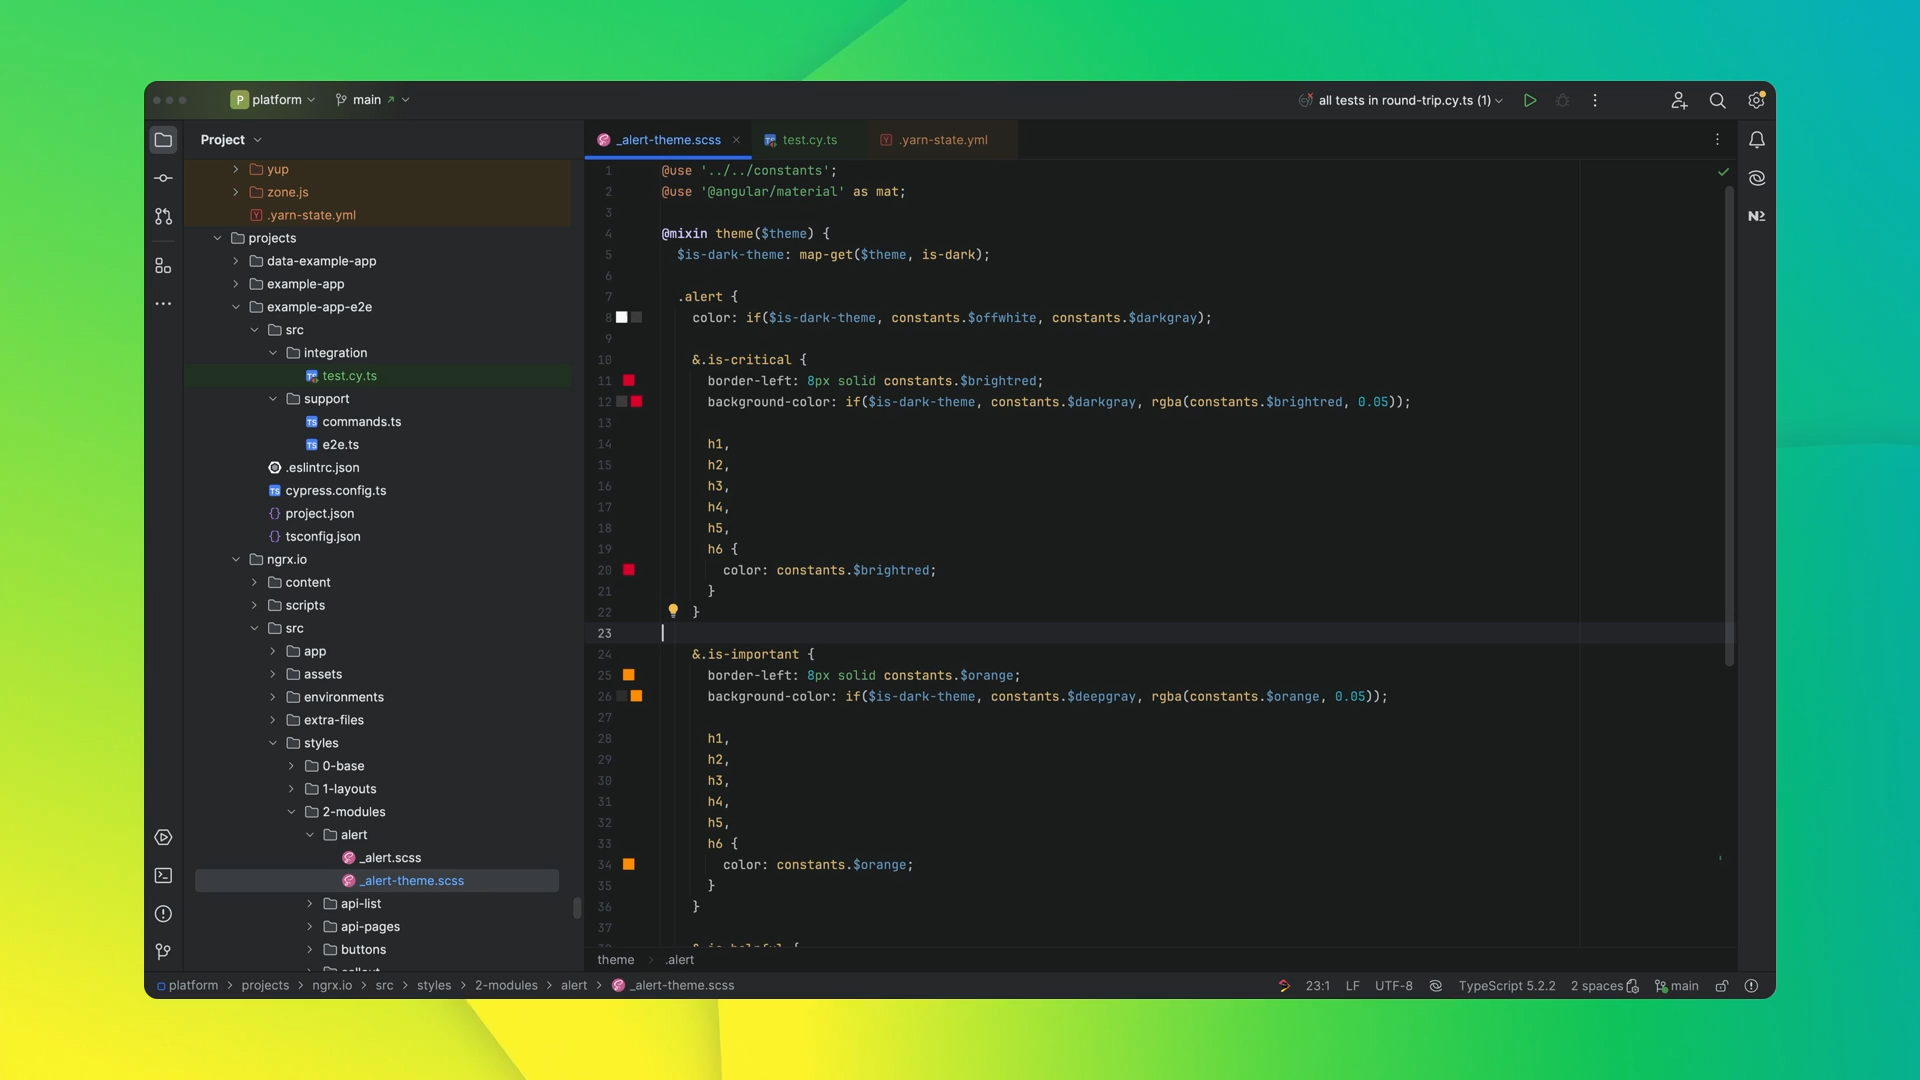 P platform main all tests in round-trip.cy.ts (1)
Project
_alert-theme.scss test.cy.ts .yarn-state.yml
yup
zone.js
.yarn-state.yml
projects
data-example-app
example-app
example-app-e2e
src
integration
test.cy.ts
support
commands.ts
e2e.ts
.eslintrc.json
cypress.config.ts
project.json
tsconfig.json
ngrx.io
content
scripts
src
app
assets
environments
extra-files
styles
0-base
1-layouts
2-modules
alert
_alert.scss
_alert-theme.scss
api-list
api-pages
buttons
1 @use '../../constants';
2 @use '@angular/material' as mat;
3
4 @mixin theme($theme) {
5 $is-dark-theme: map-get($theme, is-dark);
6
7 .alert {
8 color: if($is-dark-theme, constants.$offwhite, constants.$darkgray);
9
10 &.is-critical {
11 border-left: 8px solid constants.$brightred;
12 background-color: if($is-dark-theme, constants.$darkgray, rgba(constants.$brightred, 0.05));
13
14 h1,
15 h2,
16 h3,
17 h4,
18 h5,
19 h6 {
20 color: constants.$brightred;
21 }
22 }
23
24 &.is-important {
25 border-left: 8px solid constants.$orange;
26 background-color: if($is-dark-theme, constants.$deepgray, rgba(constants.$orange, 0.05));
27
28 h1,
29 h2,
30 h3,
31 h4,
32 h5,
33 h6 {
34 color: constants.$orange;
35 }
36 }
37
theme > .alert
platform > projects > ngrx.io > src > styles > 2-modules > alert > _alert-theme.scss 23:1 LF UTF-8 TypeScript 5.2.2 2 spaces main